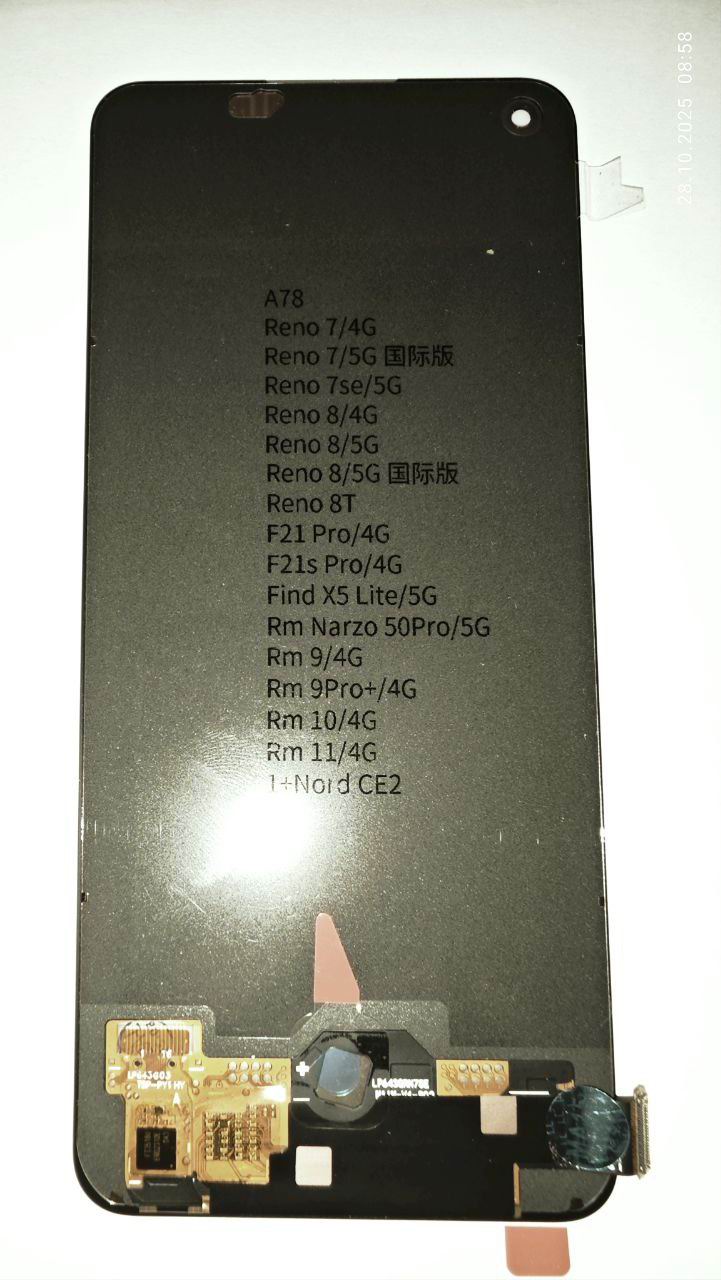 28.10.2025 08:58
A78
Reno 7/4G
Reno 7/5G 国际版
Reno 7se/5G
Reno 8/4G
Reno 8/5G
Reno 8/5G 国际版
Reno 8T
F21 Pro/4G
F21s Pro/4G
Find X5 Lite/5G
Rm Narzo 50Pro/5G
Rm 9/4G
Rm 9Pro+/4G
Rm 10/4G
Rm 11/4G
1+Nord CE2
+
A